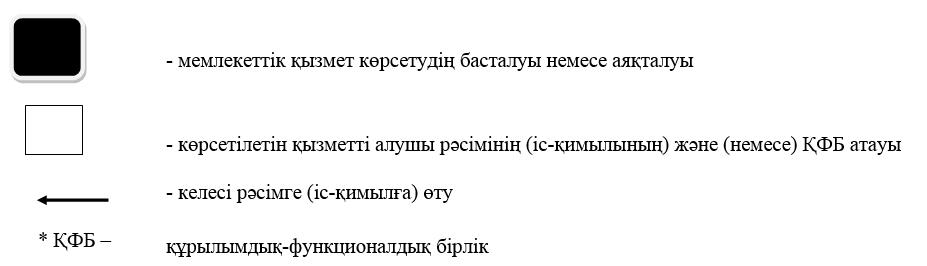 - мемлекеттік қызмет көрсетудің басталуы немесе аяқталуы
- көрсетілетін қызметті алушы рәсімінің (іс-қимылының) және (немесе) ҚФБ атауы
- келесі рәсімге (іс-қимылға) өту
* ҚФБ – құрылымдық-функционалдық бірлік